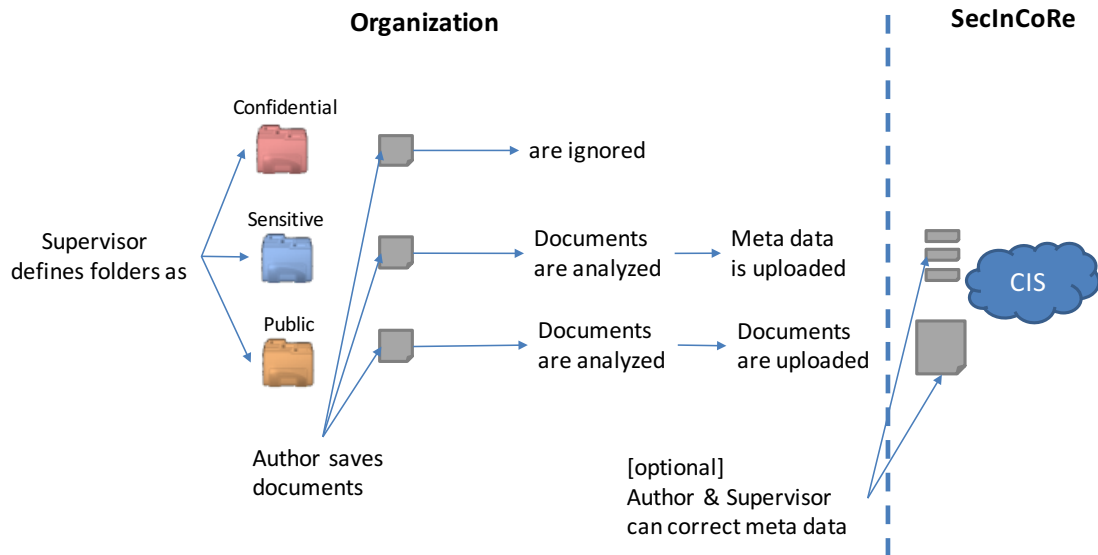 Organization
SecInCoRe
Confidential
are ignored
Sensitive
Supervisor
defines folders as
Documents
are analyzed
Meta data
is uploaded
CIS
Public
Documents
are analyzed
Documents
are uploaded
Author saves
documents
[optional]
Author & Supervisor
can correct meta data